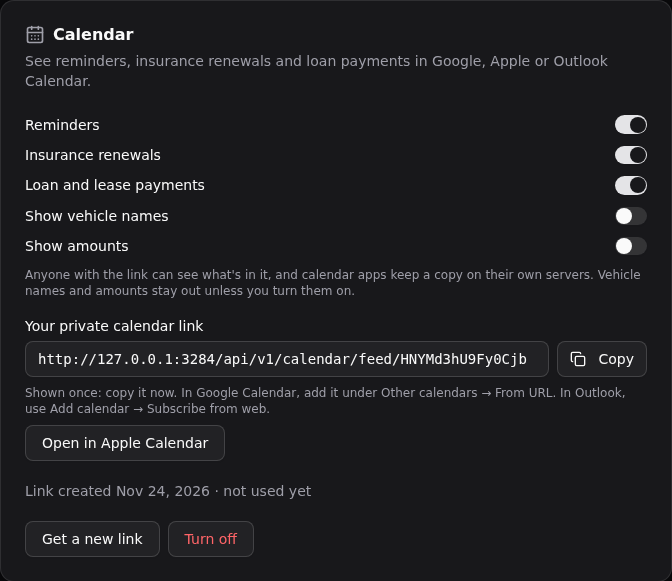 Calendar
See reminders, insurance renewals and loan payments in Google, Apple or Outlook
Calendar.
Reminders
Insurance renewals
Loan and lease payments
Show vehicle names
Show amounts
Anyone with the link can see what's in it, and calendar apps keep a copy on their own servers. Vehicle
names and amounts stay out unless you turn them on.
Your private calendar link
http://127.0.0.1:3284/api/v1/calendar/feed/HNYMd3hU9Fy0Cjb
Copy
Shown once: copy it now. In Google Calendar, add it under Other calendars → From URL. In Outlook,
use Add calendar → Subscribe from web.
Open in Apple Calendar
Link created Nov 24, 2026 · not used yet
Get a new link
Turn off